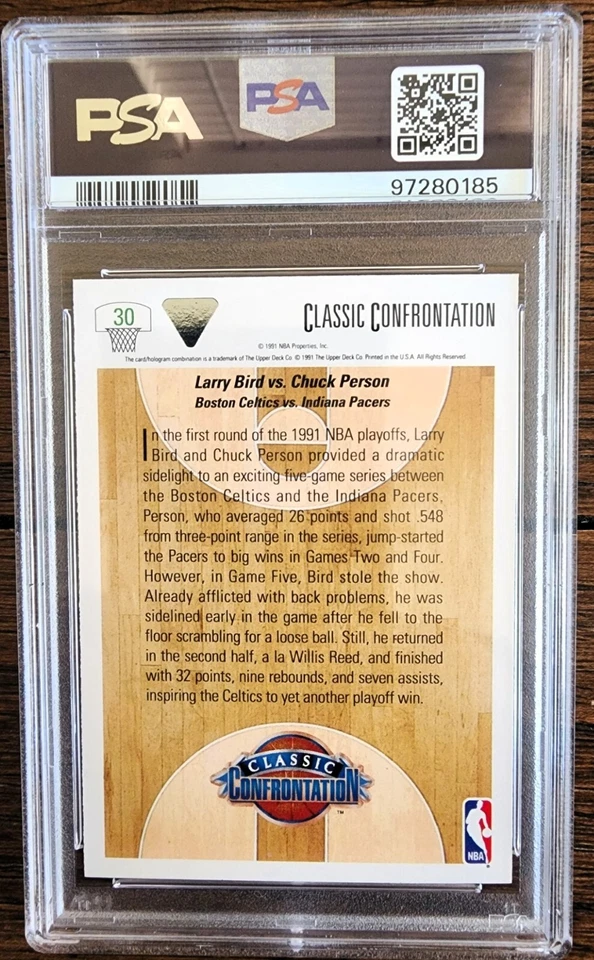 PSA
PSA
97280185
30
CLASSIC CONFRONTATION
© 1991 NBA Properties, Inc.
The card/hologram combination is a trademark of The Upper Deck Co. © 1991 The Upper Deck Co. Printed in the U.S.A. All Rights Reserved.
Larry Bird vs. Chuck Person
Boston Celtics vs. Indiana Pacers
In the first round of the 1991 NBA playoffs, Larry
Bird and Chuck Person provided a dramatic
sidelight to an exciting five-game series between
the Boston Celtics and the Indiana Pacers.
Person, who averaged 26 points and shot .548
from three-point range in the series, jump-started
the Pacers to big wins in Games Two and Four.
However, in Game Five, Bird stole the show.
Already afflicted with back problems, he was
sidelined early in the game after he fell to the
floor scrambling for a loose ball. Still, he returned
in the second half, a la Willis Reed, and finished
with 32 points, nine rebounds, and seven assists,
inspiring the Celtics to yet another playoff win.
CLASSIC
CONFRONTATION
TM
NBA